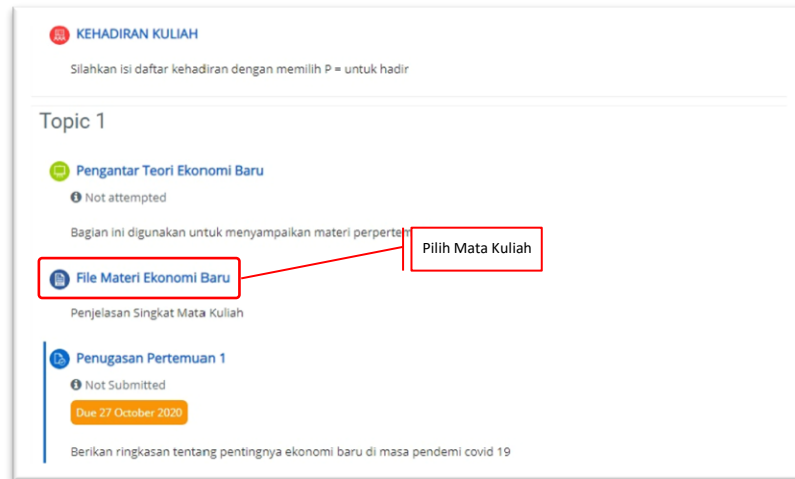 KEHADIRAN KULIAH
Silahkan isi daftar kehadiran dengan memilih P = untuk hadir
Topic 1
Pengantar Teori Ekonomi Baru
Not attempted
Bagian ini digunakan untuk menyampaikan materi
Pilih Mata Kuliah
File Materi Ekonomi Baru
Penjelasan Singkat Mata Kuliah
Penugasan Pertemuan 1
Not Submitted
Due 27 October 2020
Berikan ringkasan tentang pentingnya ekonomi baru di masa pendemi covid 19